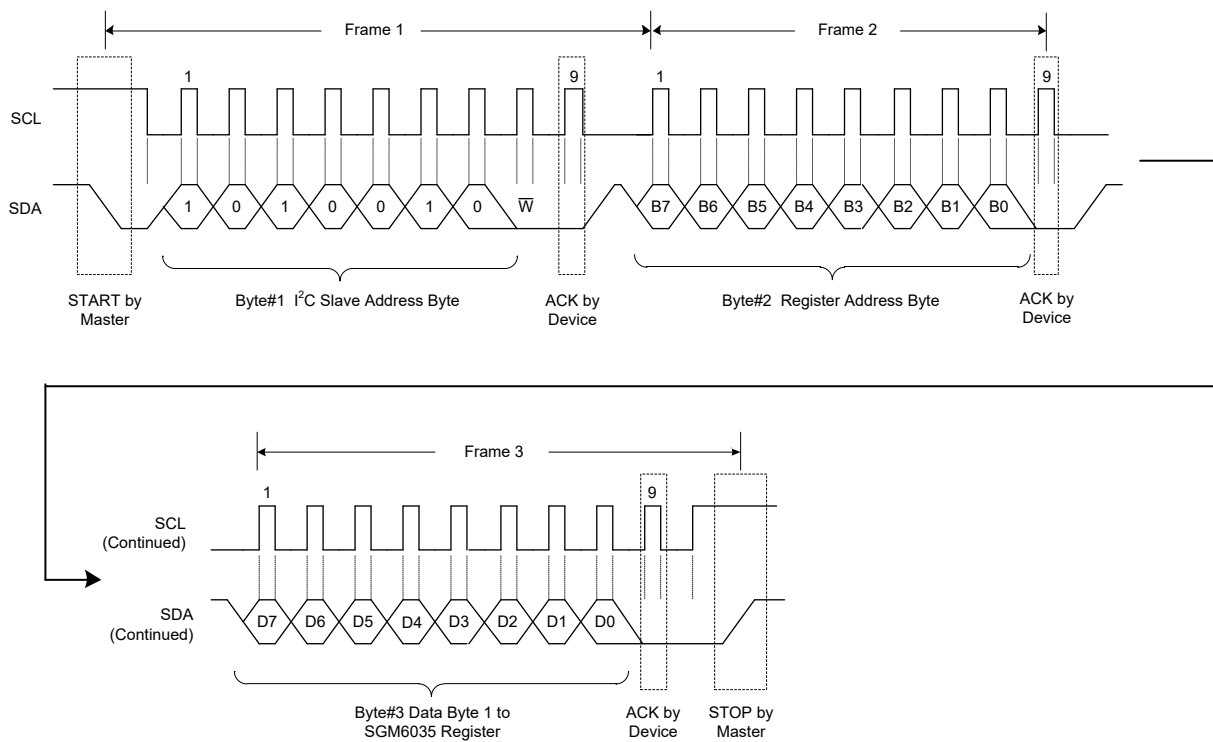 Frame 1
Frame 2
1
9
1
9
SCL
SDA
1 0 1 0 0 1 0 W̅
B7 B6 B5 B4 B3 B2 B1 B0
START by
Master
Byte#1 I²C Slave Address Byte
ACK by
Device
Byte#2 Register Address Byte
ACK by
Device
Frame 3
1
9
SCL
(Continued)
SDA
(Continued)
D7 D6 D5 D4 D3 D2 D1 D0
Byte#3 Data Byte 1 to
SGM6035 Register
ACK by
Device
STOP by
Master